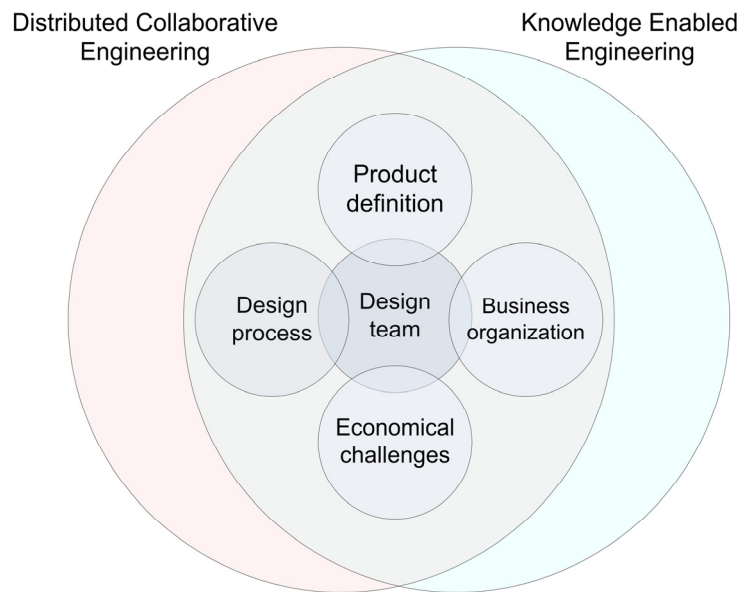 Distributed Collaborative
Engineering
Knowledge Enabled
Engineering
Product
definition
Design
process
Design
team
Business
organization
Economical
challenges